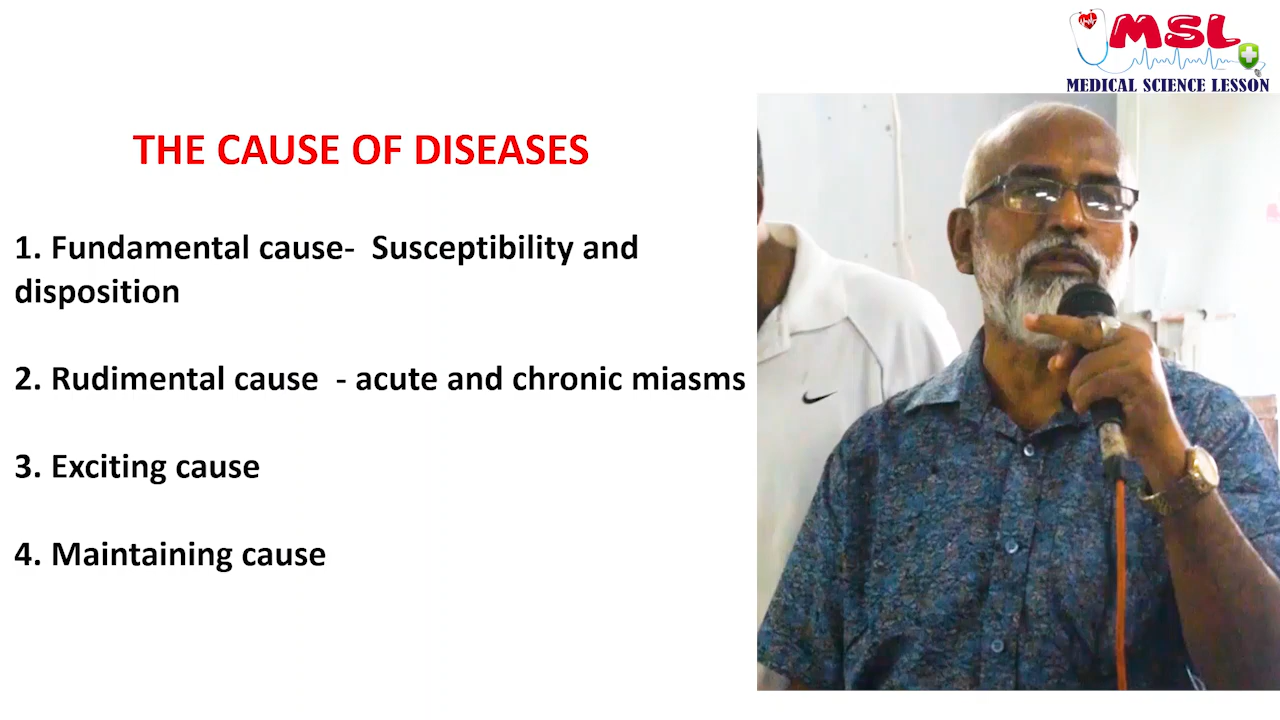 MSL
MEDICAL SCIENCE LESSON
THE CAUSE OF DISEASES
1. Fundamental cause-  Susceptibility and
disposition
2. Rudimental cause  - acute and chronic miasms
3. Exciting cause
4. Maintaining cause